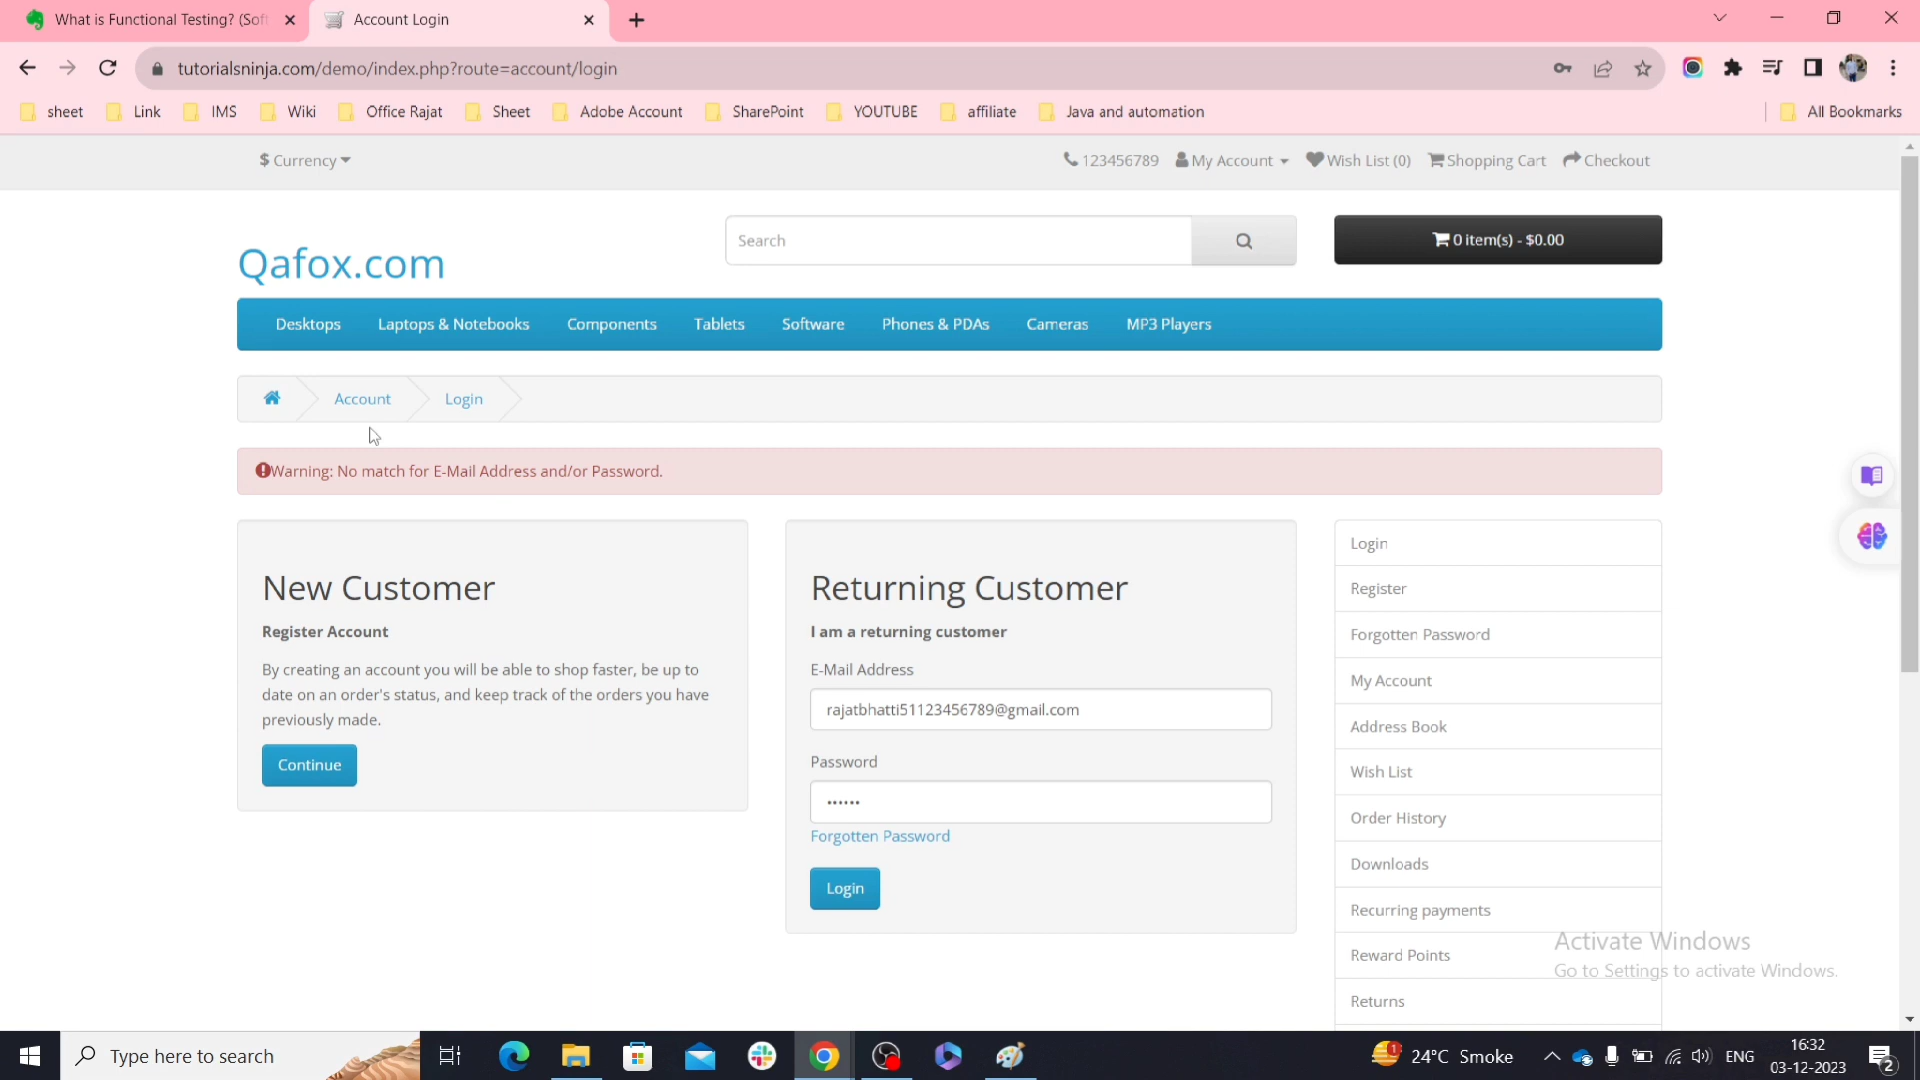 What is Functional Testing? (Soft
Account Login
tutorialsninja.com/demo/index.php?route=account/login
sheet Link IMS Wiki Office Rajat Sheet Adobe Account SharePoint YOUTUBE affiliate Java and automation All Bookmarks
$ Currency 123456789 My Account Wish List (0) Shopping Cart Checkout
Search
0 item(s) - $0.00
Qafox.com
Desktops Laptops & Notebooks Components Tablets Software Phones & PDAs Cameras MP3 Players
Account Login
Warning: No match for E-Mail Address and/or Password.
New Customer
Register Account
By creating an account you will be able to shop faster, be up to
date on an order's status, and keep track of the orders you have
previously made.
Continue
Returning Customer
I am a returning customer
E-Mail Address
rajatbhatti51123456789@gmail.com
Password
••••••
Forgotten Password
Login
Login
Register
Forgotten Password
My Account
Address Book
Wish List
Order History
Downloads
Recurring payments
Reward Points
Returns
Activate Windows
Go to Settings to activate Windows.
Type here to search
1
24°C Smoke
ENG
16:32
03-12-2023
2